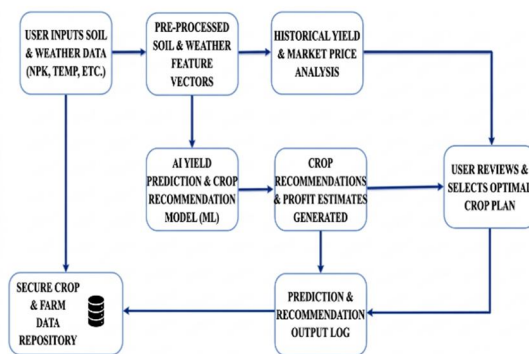 USER INPUTS SOIL
& WEATHER DATA
(NPK, TEMP, ETC.)
PRE-PROCESSED
SOIL & WEATHER
FEATURE
VECTORS
HISTORICAL YIELD
& MARKET PRICE
ANALYSIS
AI YIELD
PREDICTION & CROP
RECOMMENDATION
MODEL (ML)
CROP
RECOMMENDATIONS
& PROFIT ESTIMATES
GENERATED
USER REVIEWS &
SELECTS OPTIMAL
CROP PLAN
SECURE CROP
& FARM
DATA
REPOSITORY
PREDICTION &
RECOMMENDATION
OUTPUT LOG